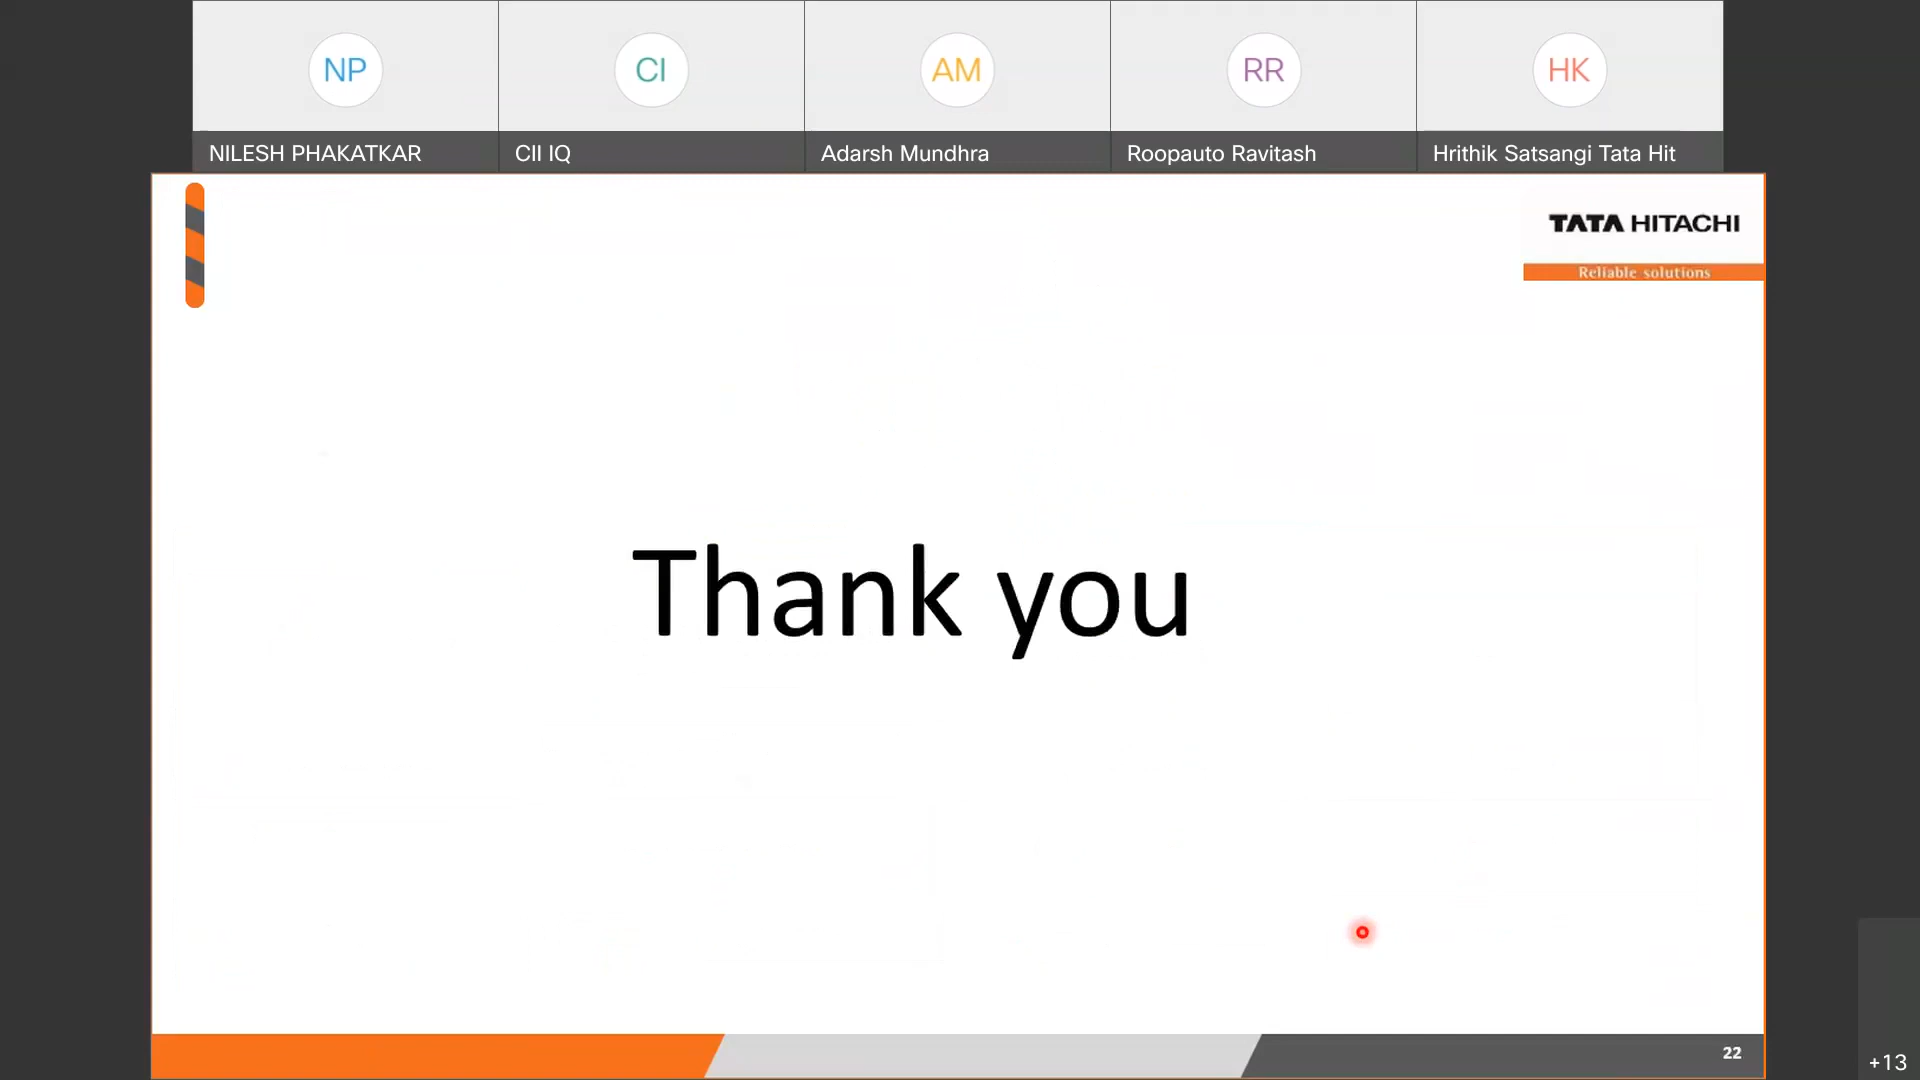 NP
CI
AM
RR
HK
NILESH PHAKATKAR
CII IQ
Adarsh Mundhra
Roopauto Ravitash
Hrithik Satsangi Tata Hit
TATA HITACHI
Reliable solutions
Thank you
22
+13